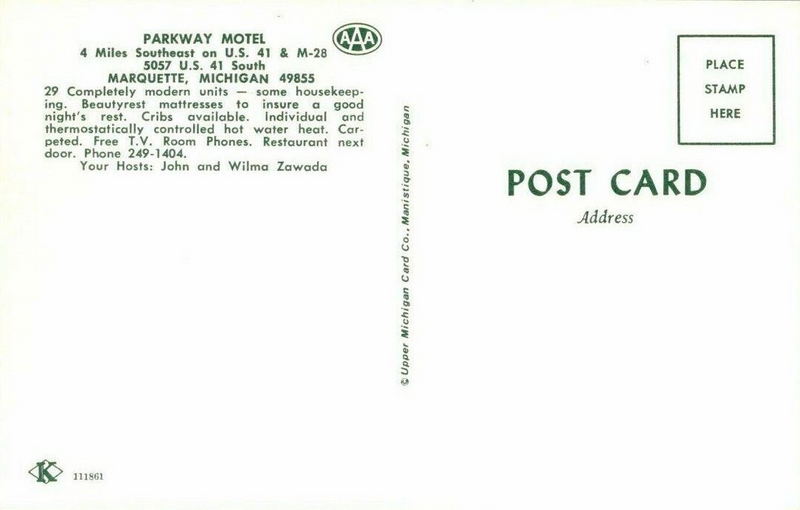 PARKWAY MOTEL
4 Miles Southeast on U.S. 41 & M-28
5057 U.S. 41 South
MARQUETTE, MICHIGAN 49855
29 Completely modern units — some housekeep-
ing. Beautyrest mattresses to insure a good
night's rest. Cribs available. Individual and
thermostatically controlled hot water heat. Car-
peted. Free T.V. Room Phones. Restaurant next
door. Phone 249-1404.
Your Hosts: John and Wilma Zawada
AAA
© Upper Michigan Card Co., Manistique, Michigan
PLACE
STAMP
HERE
POST CARD
Address
K
111861